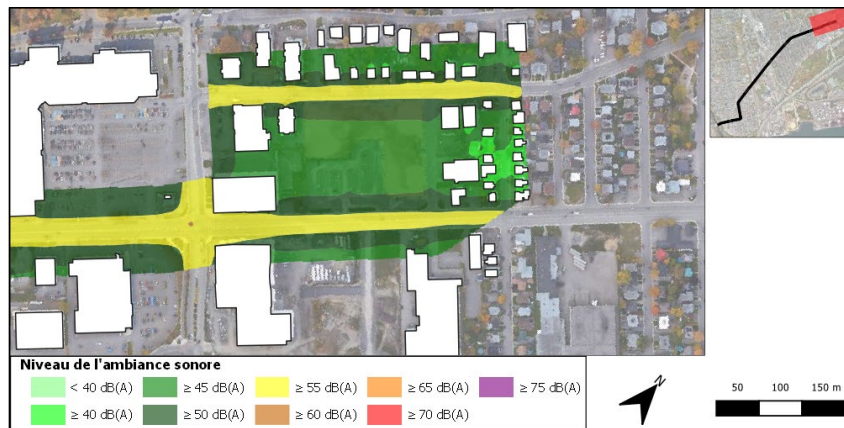 N
Niveau de l'ambiance sonore
< 40 dB(A) ≥ 45 dB(A) ≥ 55 dB(A) ≥ 65 dB(A) ≥ 75 dB(A)
≥ 40 dB(A) ≥ 50 dB(A) ≥ 60 dB(A) ≥ 70 dB(A)
50 100 150 m